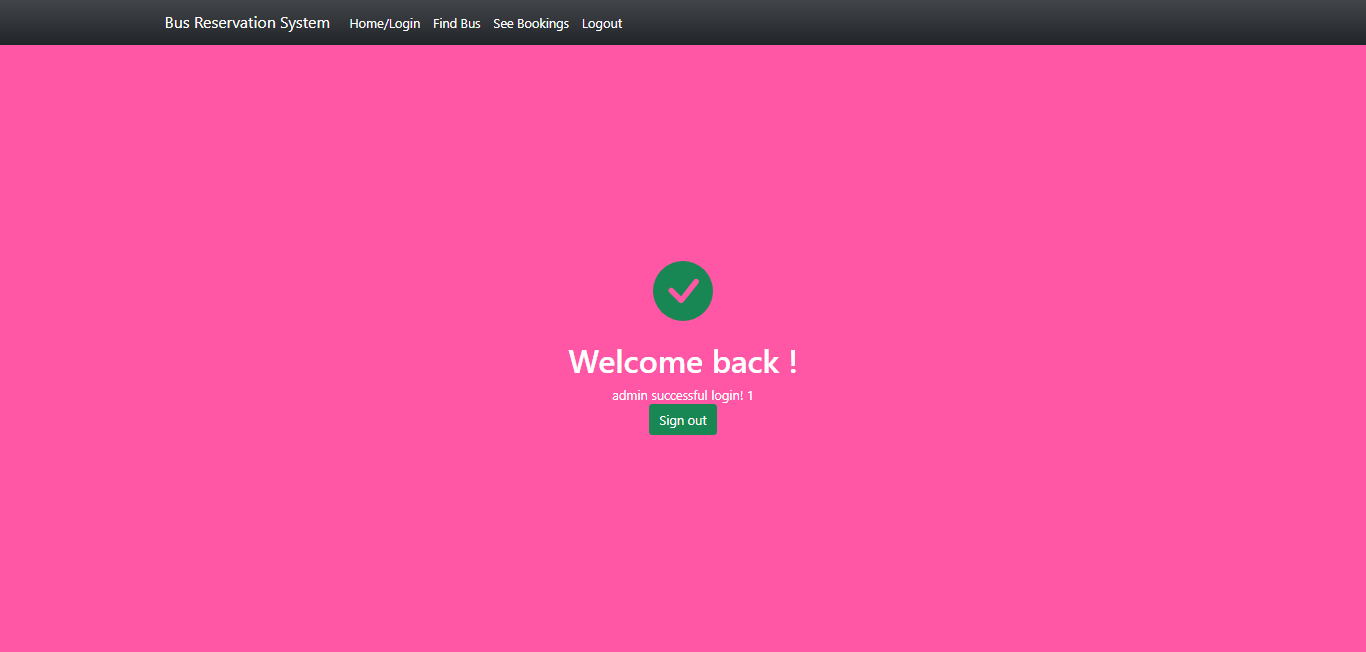 Bus Reservation System Home/Login Find Bus See Bookings Logout
Welcome back !
admin successful login! 1
Sign out